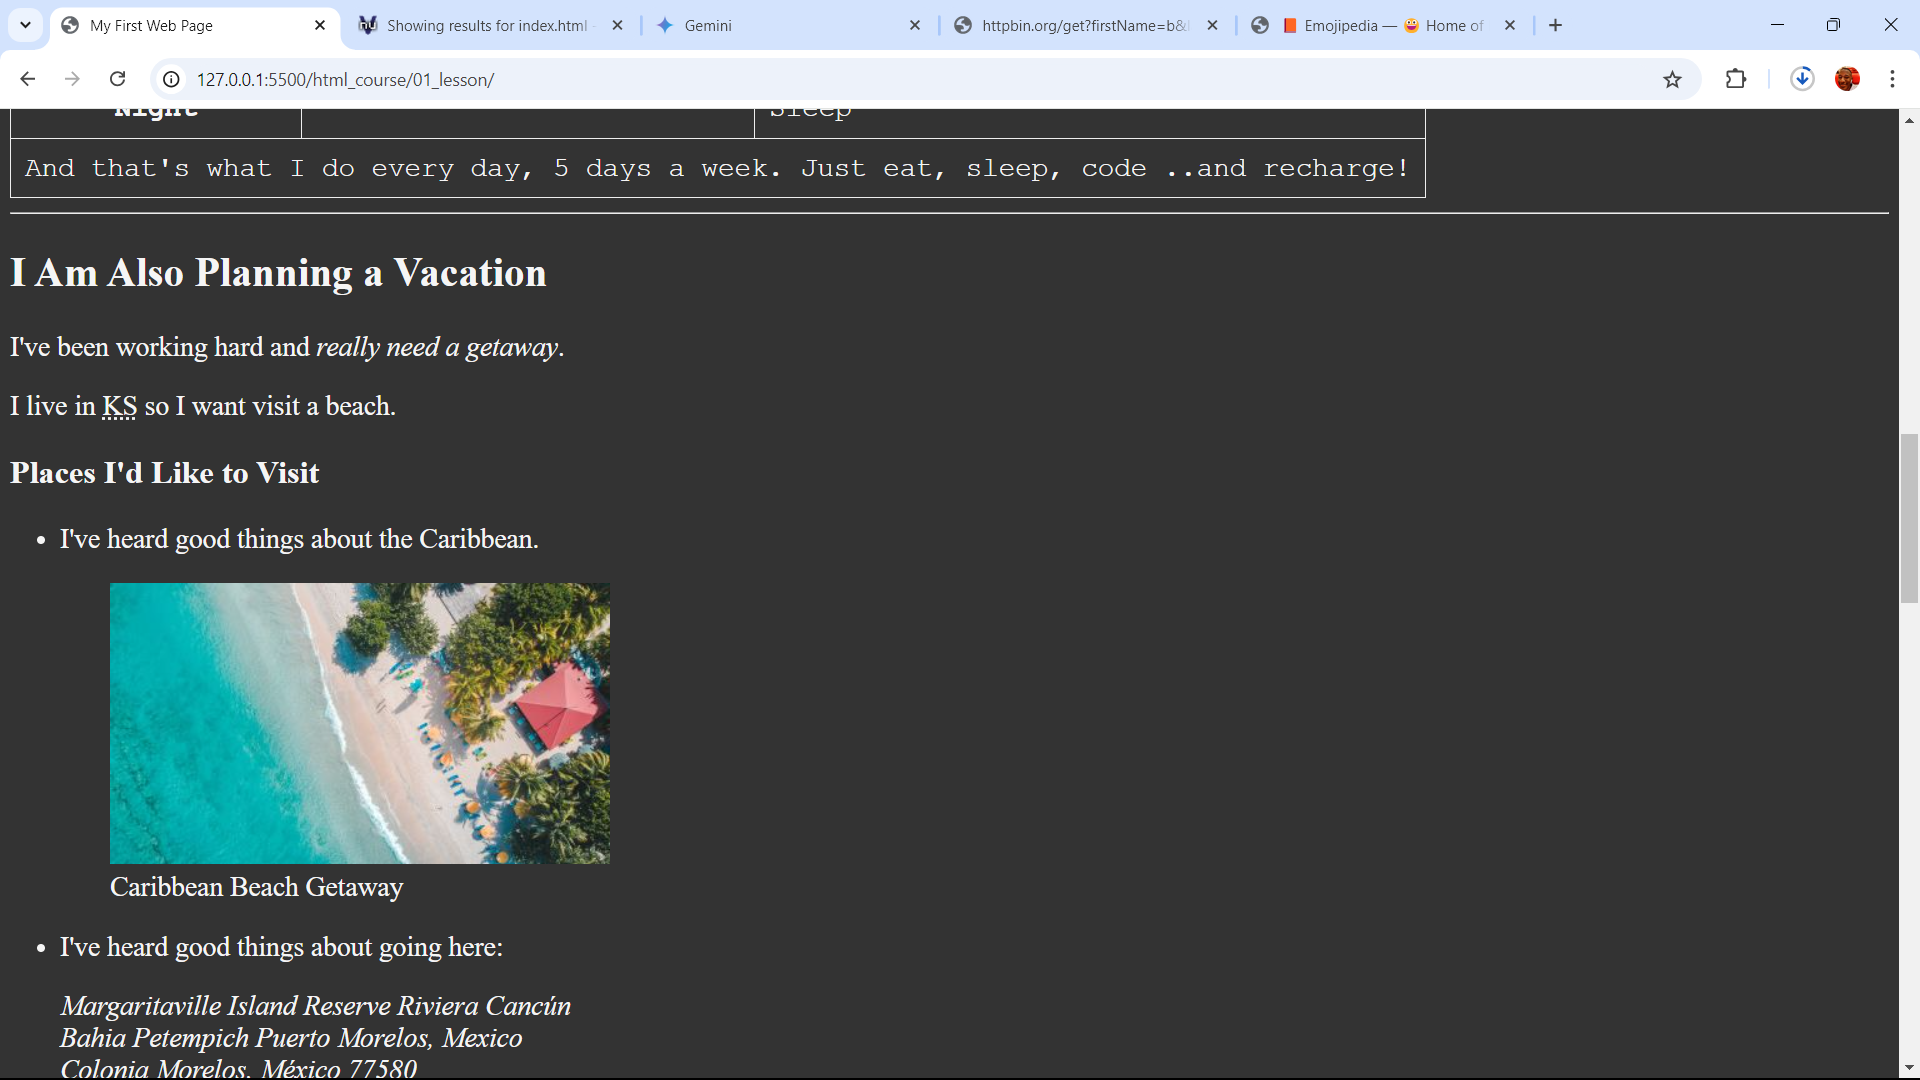 My First Web Page
Showing results for index.html
Gemini
httpbin.org/get?firstName=b&
Emojipedia — 😀 Home of
127.0.0.1:5500/html_course/01_lesson/
Night
Sleep
And that's what I do every day, 5 days a week. Just eat, sleep, code ..and recharge!
I Am Also Planning a Vacation
I've been working hard and really need a getaway.
I live in KS so I want visit a beach.
Places I'd Like to Visit
• I've heard good things about the Caribbean.
Caribbean Beach Getaway
• I've heard good things about going here:
Margaritaville Island Reserve Riviera Cancún
Bahia Petempich Puerto Morelos, Mexico
Colonia Morelos, México 77580